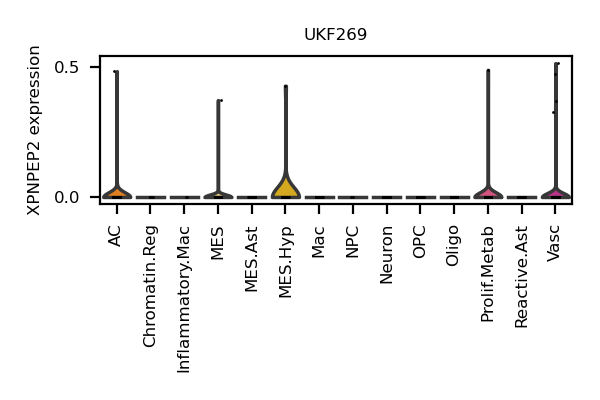 UKF269
XPNPEP2 expression
0.5
0.0
AC
Chromatin.Reg
Inflammatory.Mac
MES
MES.Ast
MES.Hyp
Mac
NPC
Neuron
OPC
Oligo
Prolif.Metab
Reactive.Ast
Vasc